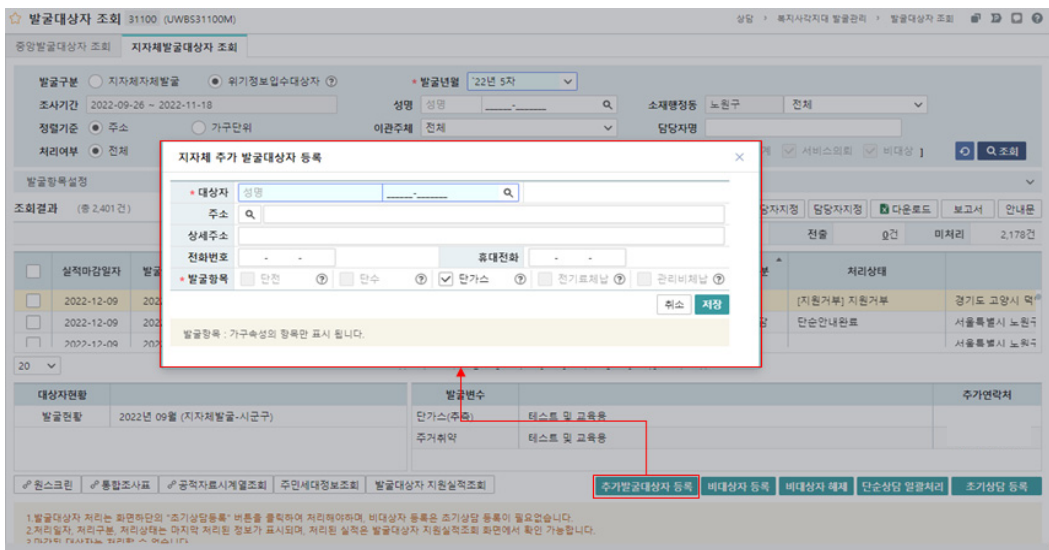 발굴대상자 조회 31100 (UWBS31100M) 상담 › 복지사각지대 발굴관리 › 발굴대상자 조회
중앙발굴대상자 조회 지자체발굴대상자 조회
발굴구분 지자체자체발굴 위기정보입수대상자 * 발굴년월 '22년 5차
조사기간 2022-09-26 ~ 2022-11-18 성명 성명 ______-______ 소재행정동 노원구 전체
정렬기준 주소 가구단위 이관주체 전체 담당자명
처리여부 전체 서비스의뢰 비대상 ] 조회
발굴항목설정
조회결과 (총 2,401 건) 담당자지정 다운로드 보고서 안내문
전출 0건 미처리 2,178건
실적마감일자 처리상태
2022-12-09 [지원거부] 지원거부 경기도 고양시 덕
2022-12-09 단순안내완료 서울특별시 노원구
2022-12-09 서울특별시 노원구
지자체 추가 발굴대상자 등록
* 대상자 성명 ______-______
주소
상세주소
전화번호 - - 휴대전화 - -
* 발굴항목 단전 단수 단가스 전기료체납 관리비체납
취소 저장
발굴항목 : 가구속성의 항목만 표시 됩니다.
20
대상자현황 발굴변수 추가연락처
발굴현황 2022년 09월 (지자체발굴-시군구) 단가스(추출) 테스트 및 교육용
주거취약 테스트 및 교육용
원스크린 통합조사표 공적자료시계열조회 주민세대정보조회 발굴대상자 지원실적조회 추가발굴대상자 등록 비대상자 등록 비대상자 해제 단순상담 일괄처리 초기상담 등록
1.발굴대상자 처리는 화면하단의 "초기상담등록" 버튼을 클릭하여 처리해야하며, 비대상자 등록은 초기상담 등록이 필요없습니다.
2.처리일자, 처리구분, 처리상태는 마지막 처리된 정보가 표시되며, 처리된 실적은 발굴대상자 지원실적조회 화면에서 확인 가능합니다.
3.마감된 대상자는 처리할 수 없습니다.